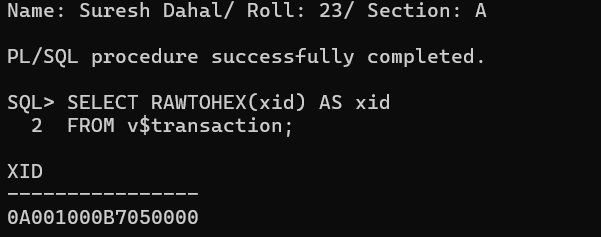 Name: Suresh Dahal/ Roll: 23/ Section: A
PL/SQL procedure successfully completed.
SQL> SELECT RAWTOHEX(xid) AS xid
  2  FROM v$transaction;
XID
----------------
0A001000B7050000